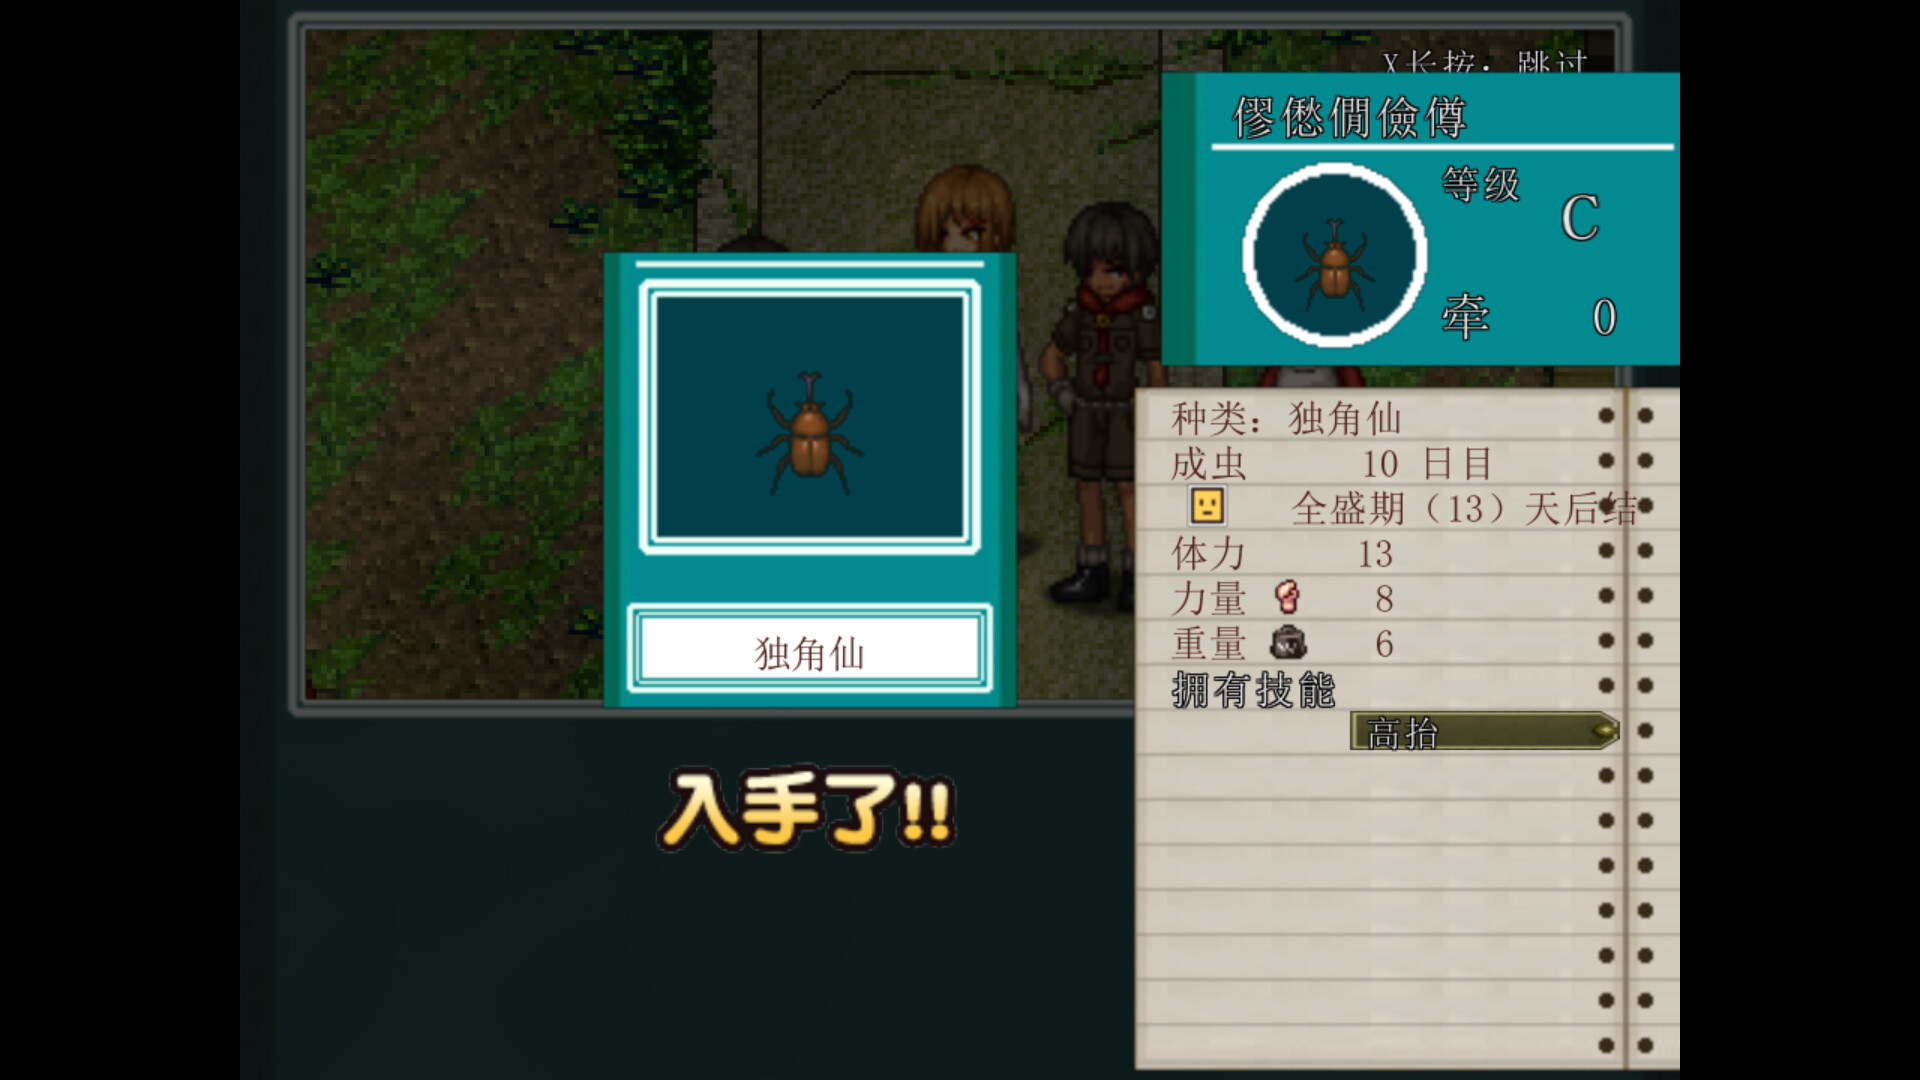 X长按：跳过
僇僽僴儉僔
等级 C
牵 0
种类：独角仙
成虫 10 日目
全盛期（13）天后结
体力 13
力量 8
重量 6
拥有技能
高抬
独角仙
入手了!!